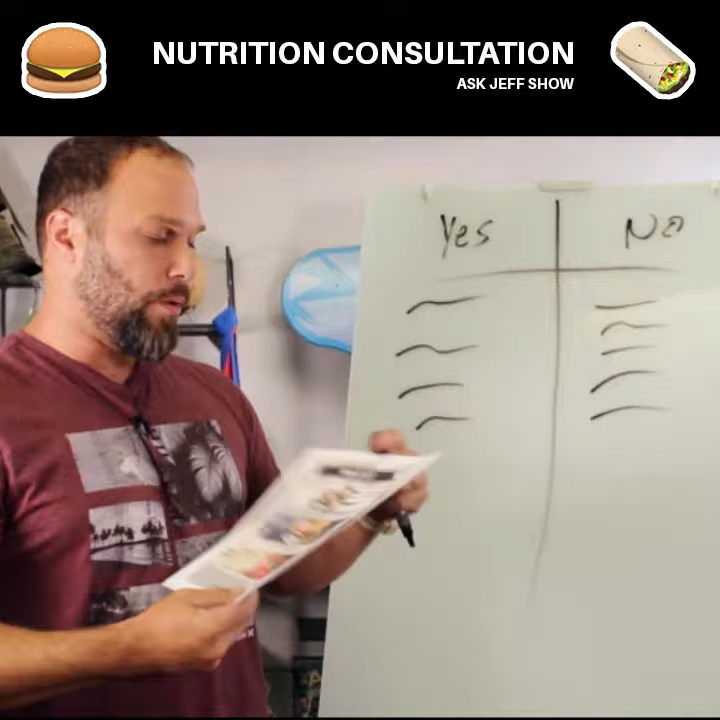 NUTRITION CONSULTATION
ASK JEFF SHOW
Yes No